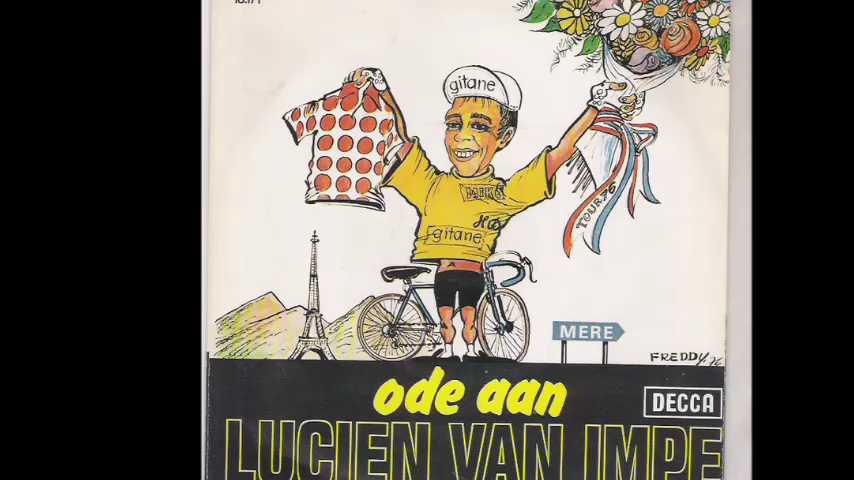 gitane
gitane
TOUR 76
MERE
FREDDY 76
ode aan
DECCA
LUCIEN VAN IMPE